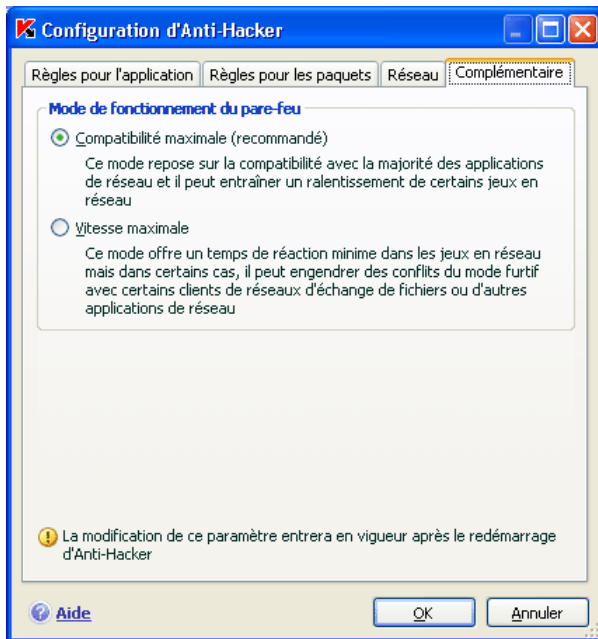 Configuration d'Anti-Hacker
Règles pour l'application
Règles pour les paquets
Réseau
Complémentaire
Mode de fonctionnement du pare-feu
Compatibilité maximale (recommandé)
Ce mode repose sur la compatibilité avec la majorité des applications
de réseau et il peut entraîner un ralentissement de certains jeux en
réseau
Vitesse maximale
Ce mode offre un temps de réaction minime dans les jeux en réseau
mais dans certains cas, il peut engendrer des conflits du mode furtif
avec certains clients de réseaux d'échange de fichiers ou d'autres
applications de réseau
La modification de ce paramètre entrera en vigueur après le redémarrage
d'Anti-Hacker
Aide
OK
Annuler